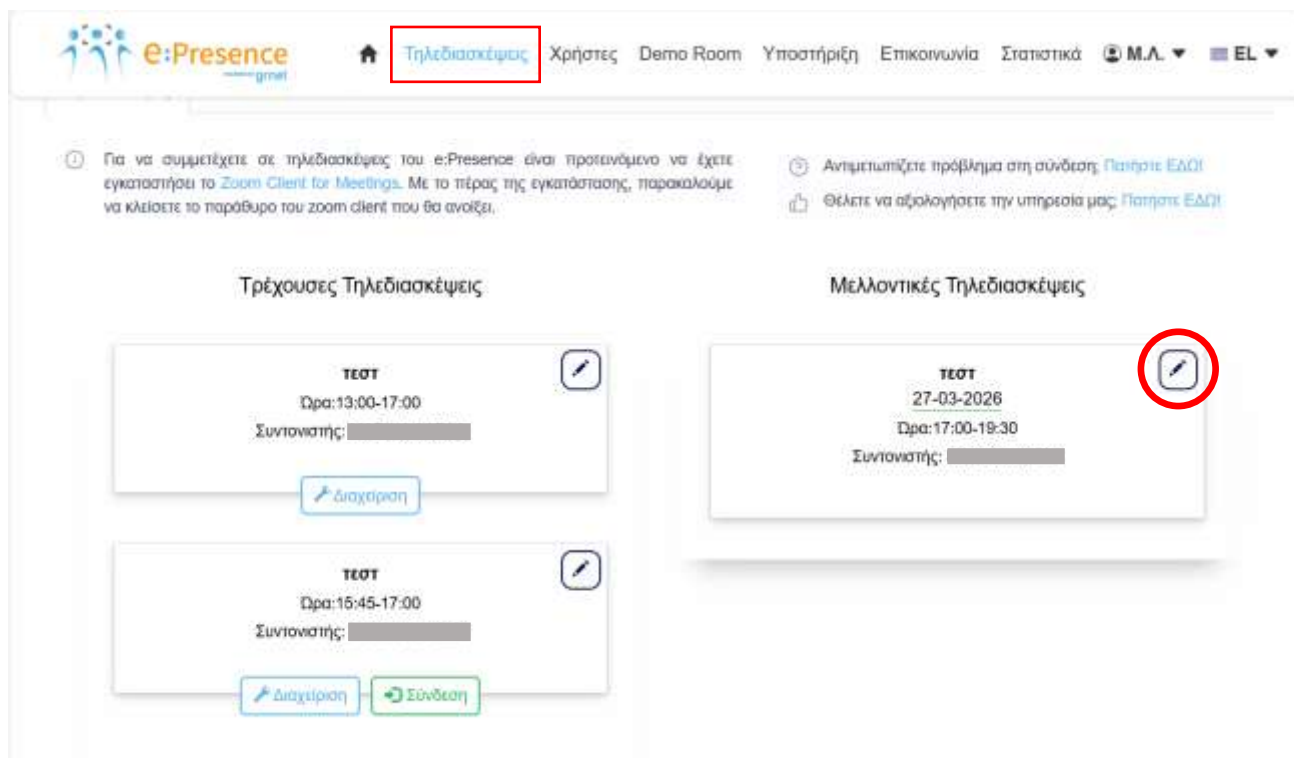 e:Presence
grnet
Τηλεδιασκέψεις Χρήστες Demo Room Υποστήριξη Επικοινωνία Στατιστικά Μ.Λ. EL
Για να συμμετέχετε σε τηλεδιασκέψεις του e:Presence είναι προτεινόμενο να έχετε
εγκαταστήσει το Zoom Client for Meetings. Με το πέρας της εγκατάστασης, παρακαλούμε
να κλείσετε το παράθυρο του zoom client που θα ανοίξει.
Αντιμετωπίζετε πρόβλημα στη σύνδεση; Πατήστε ΕΔΩ!
Θέλετε να αξιολογήσετε την υπηρεσία μας; Πατήστε ΕΔΩ!
Τρέχουσες Τηλεδιασκέψεις
τεστ
Ώρα:13:00-17:00
Συντονιστής:
Διαχείριση
τεστ
Ώρα:15:45-17:00
Συντονιστής:
Διαχείριση Σύνδεση
Μελλοντικές Τηλεδιασκέψεις
τεστ
27-03-2026
Ώρα:17:00-19:30
Συντονιστής: